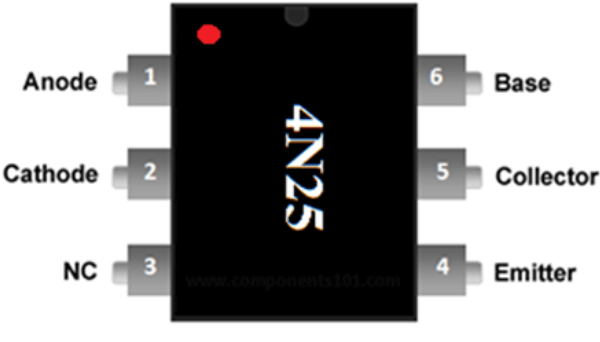 Anode 1 6 Base
4N25
Cathode 2 5 Collector
NC 3 4 Emitter
www.components101.com